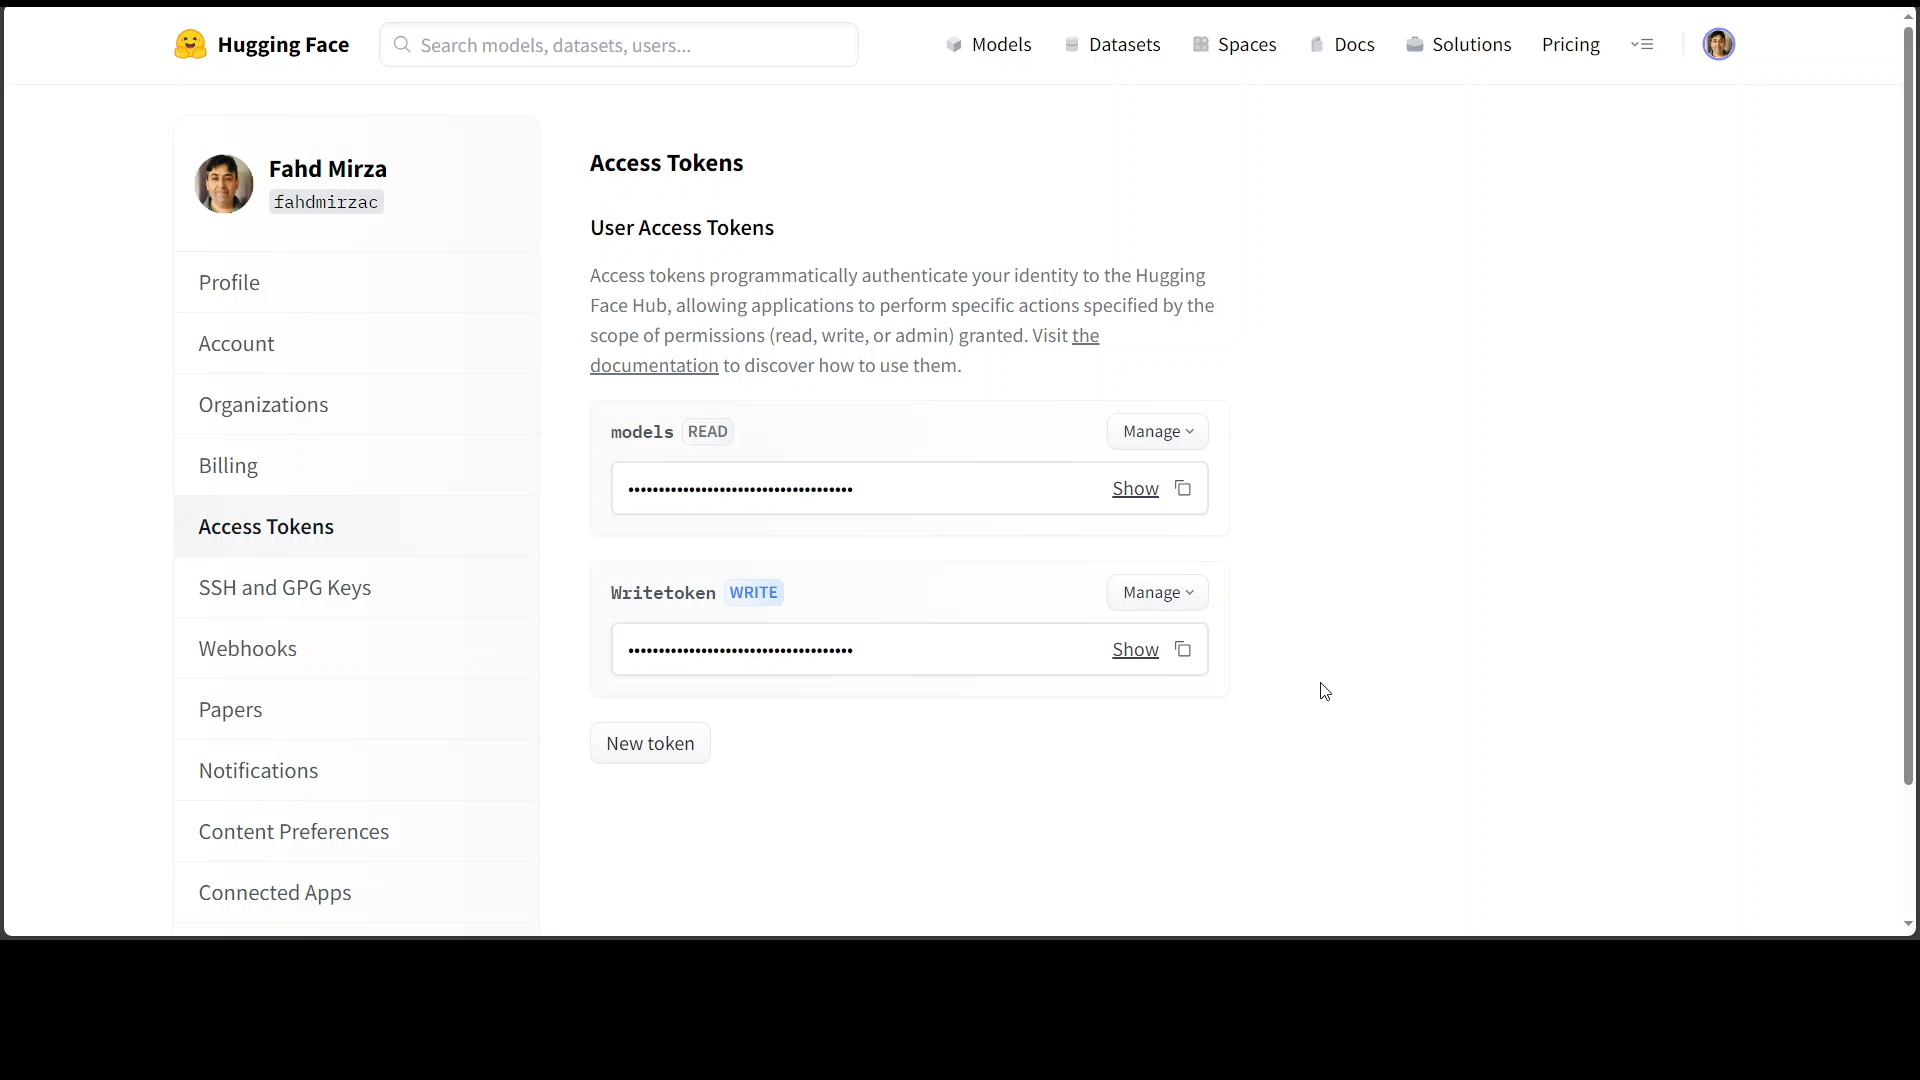 Hugging Face
Search models, datasets, users...
Models
Datasets
Spaces
Docs
Solutions
Pricing
Fahd Mirza
fahdmirzac
Profile
Account
Organizations
Billing
Access Tokens
SSH and GPG Keys
Webhooks
Papers
Notifications
Content Preferences
Connected Apps
Access Tokens
User Access Tokens
Access tokens programmatically authenticate your identity to the Hugging
Face Hub, allowing applications to perform specific actions specified by the
scope of permissions (read, write, or admin) granted. Visit the
documentation to discover how to use them.
models READ
Manage
Show
Writetoken WRITE
Manage
Show
New token